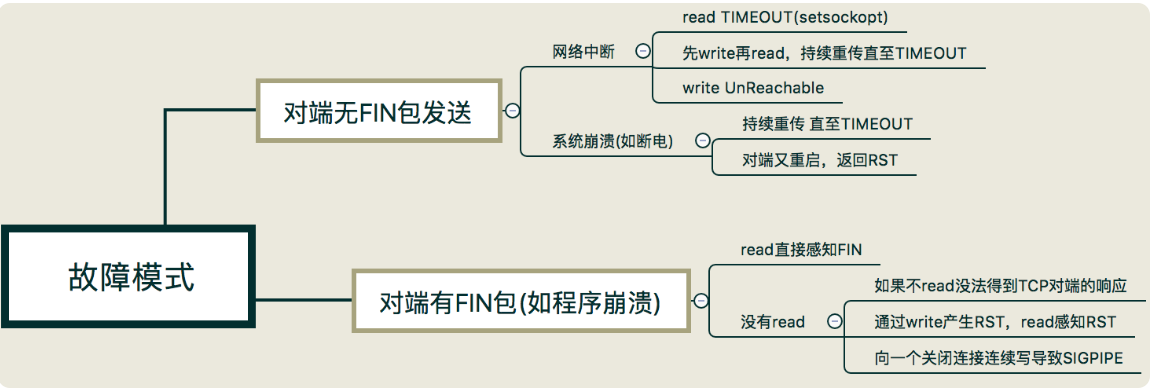 故障模式
对端无FIN包发送
网络中断
read TIMEOUT(setsockopt)
先write再read，持续重传直至TIMEOUT
write UnReachable
系统崩溃(如断电)
持续重传 直至TIMEOUT
对端又重启，返回RST
对端有FIN包(如程序崩溃)
read直接感知FIN
没有read
如果不read没法得到TCP对端的响应
通过write产生RST，read感知RST
向一个关闭连接连续写导致SIGPIPE